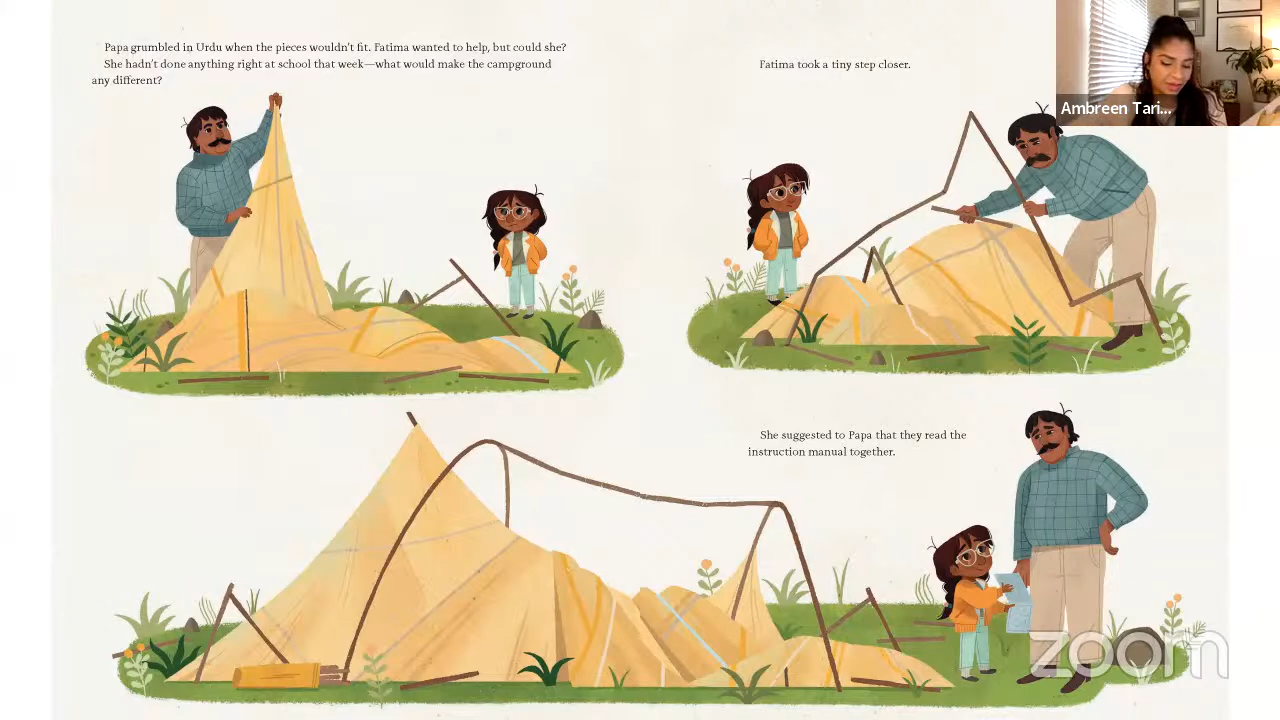 Papa grumbled in Urdu when the pieces wouldn't fit. Fatima wanted to help, but could she?
She hadn't done anything right at school that week—what would make the campground
any different?
Fatima took a tiny step closer.
Ambreen Tari...
She suggested to Papa that they read the
instruction manual together.
zoom